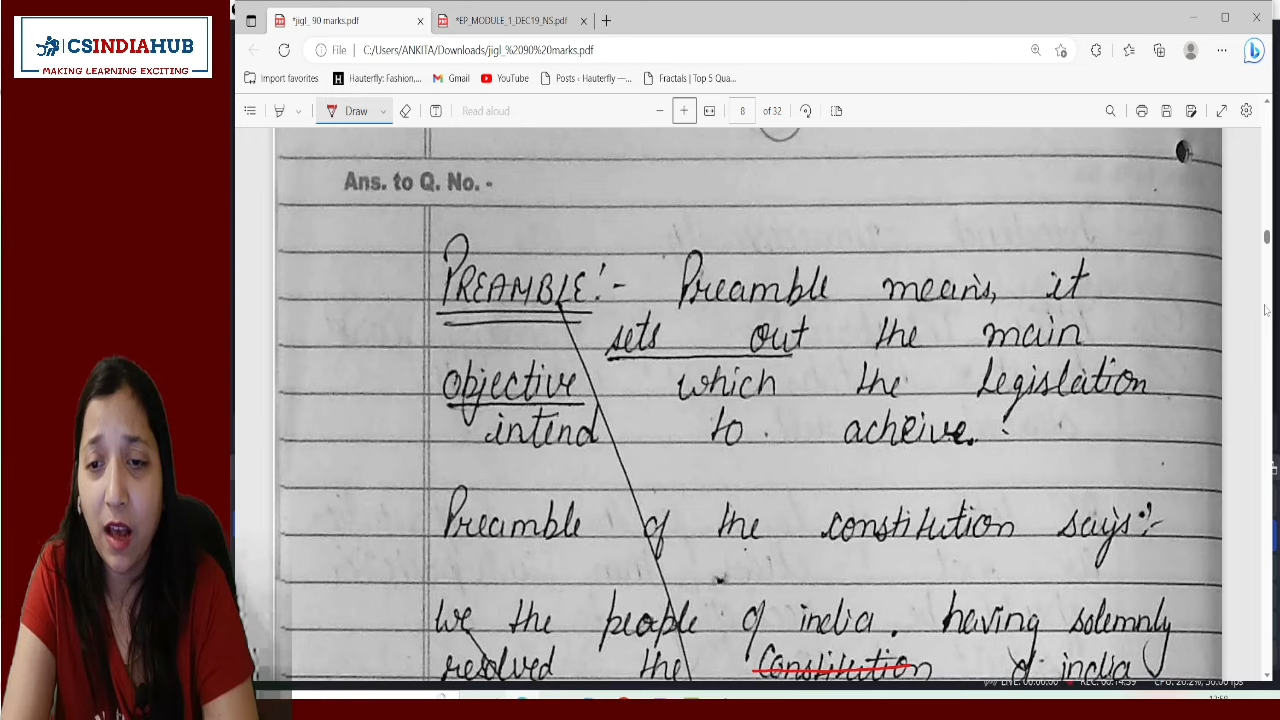 CSINDIAHUB
MAKING LEARNING EXCITING
*jigl_ 90 marks.pdf
*EP_MODULE_1_DEC19_NS.pdf
File
C:/Users/ANKITA/Downloads/jigl_%2090%20marks.pdf
Import favorites
Hauterfly: Fashion,...
Gmail
YouTube
Posts ‹ Hauterfly —...
Fractals | Top 5 Qua...
Draw
Read aloud
8
of 32
Ans. to Q. No. -
PREAMBLE :- Preamble means, it
sets out the main
objective which the Legislation
intend to acheive.
Preamble of the constitution says :-
We the people of india. having solemnly
resolved the Constitution of india